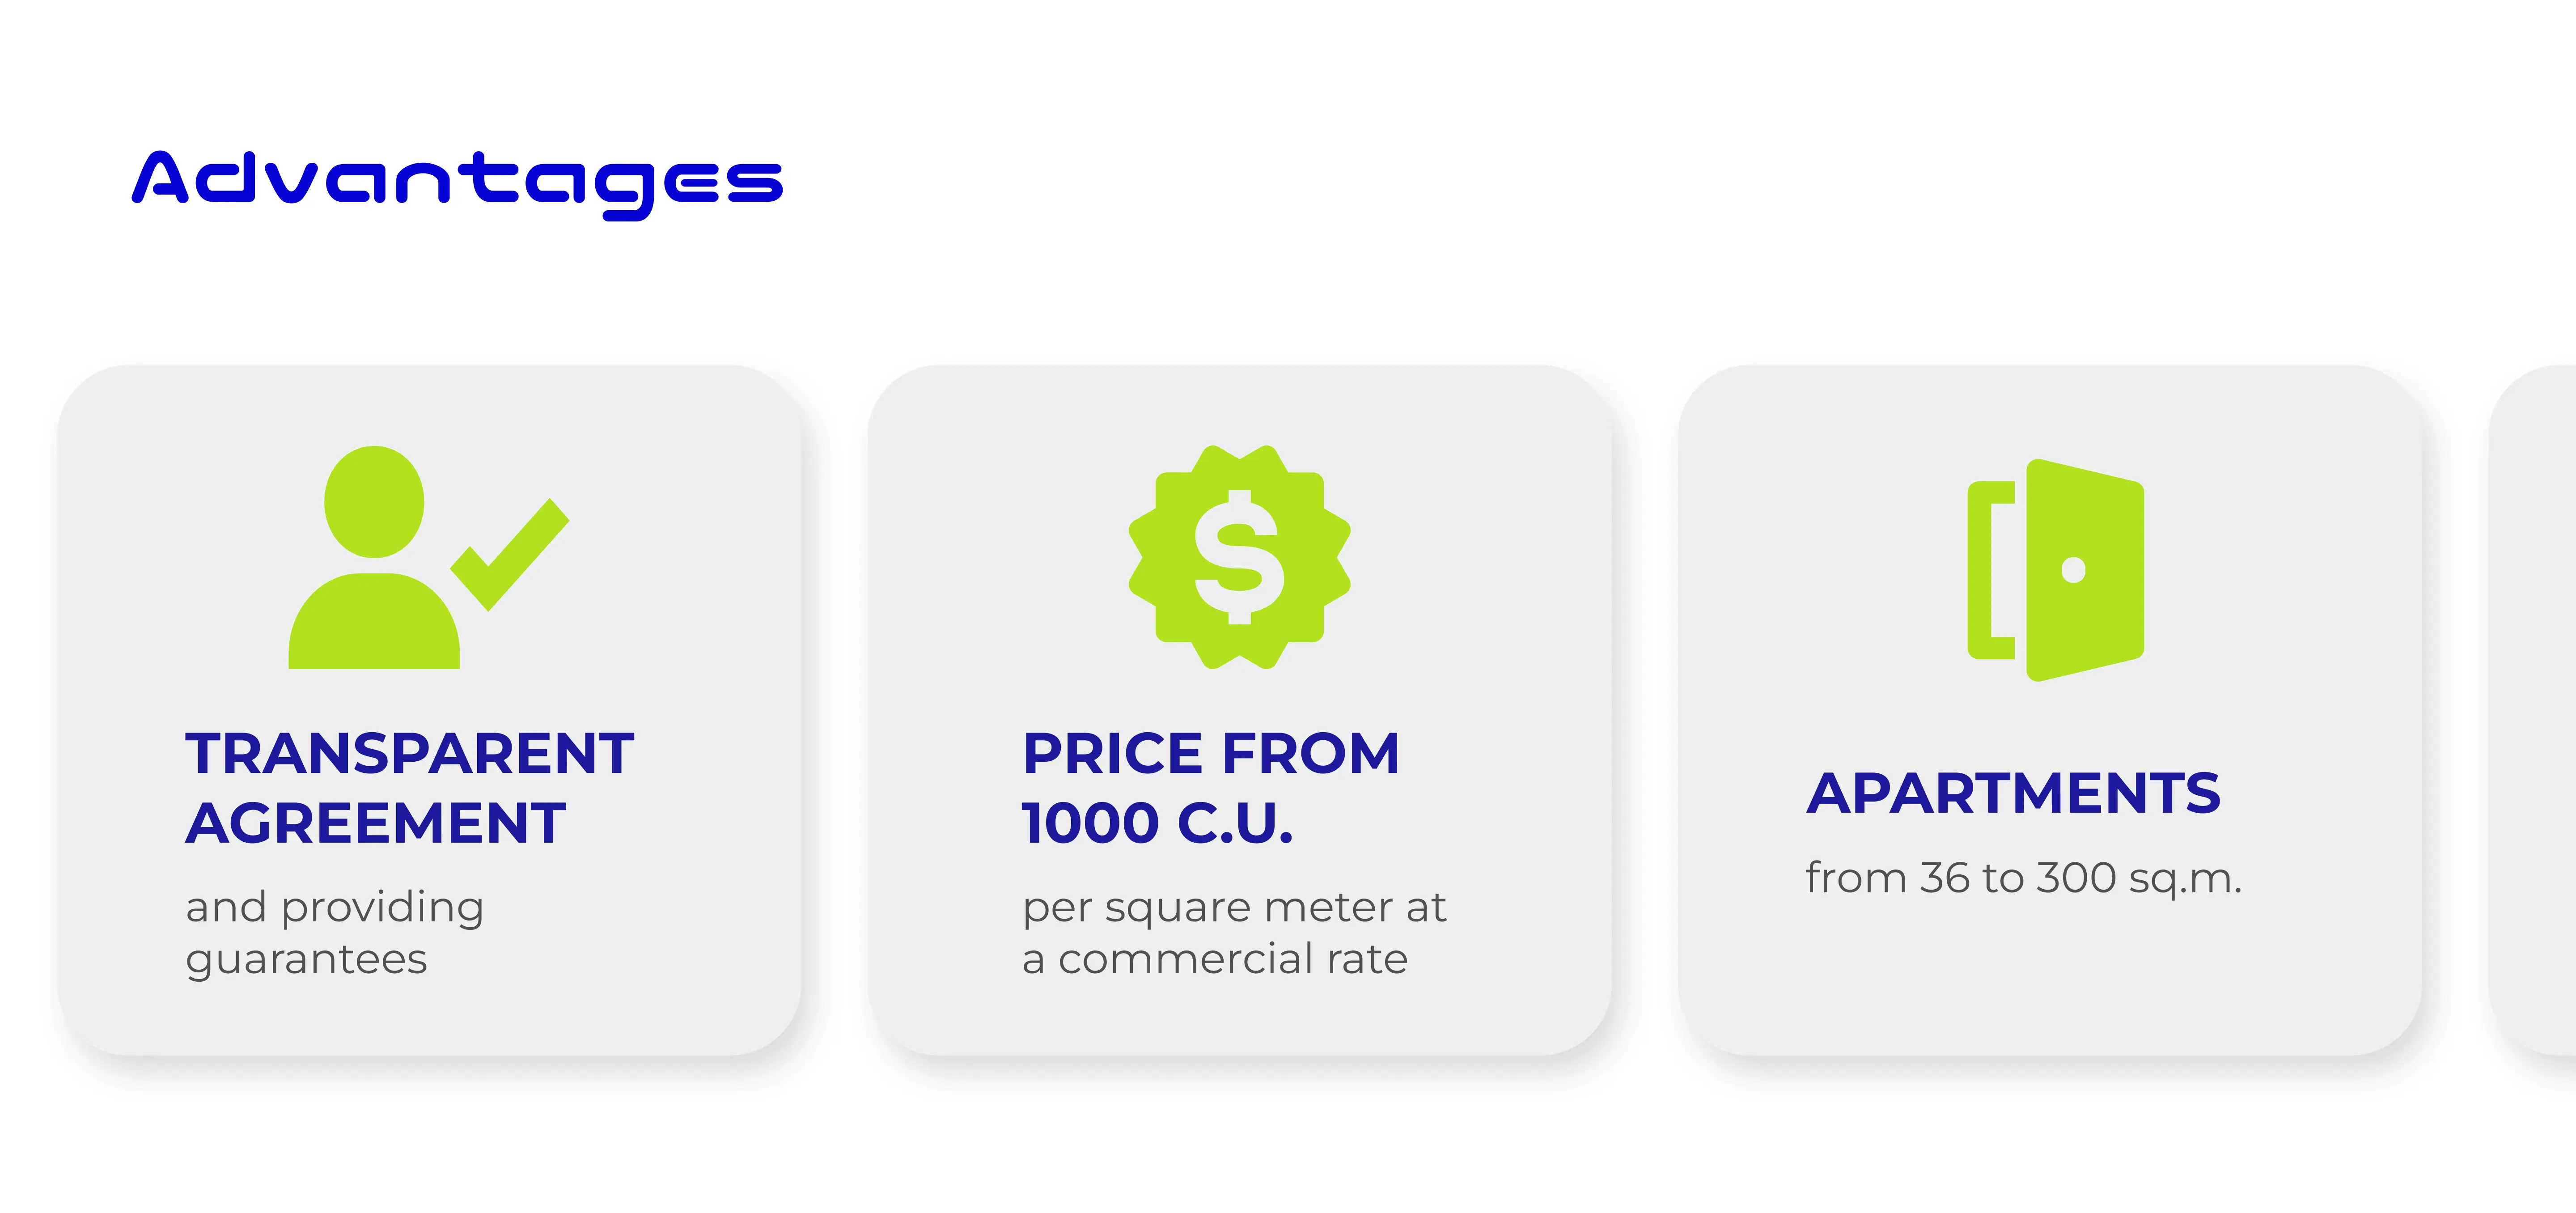 Advantages
TRANSPARENT
AGREEMENT
and providing
guarantees
PRICE FROM
1000 C.U.
per square meter at
a commercial rate
APARTMENTS
from 36 to 300 sq.m.